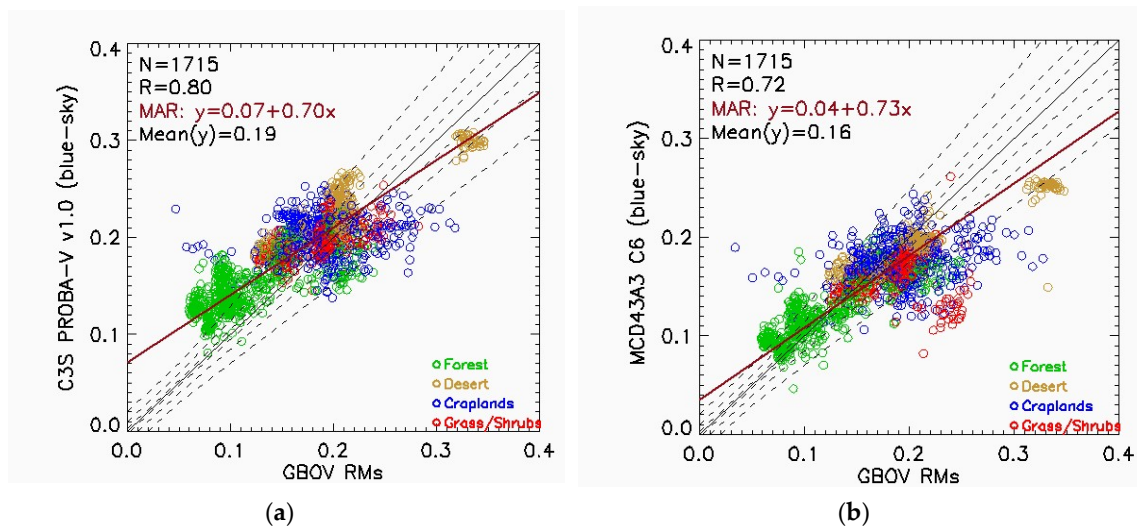 0.4
N=1715
R=0.80
MAR: y=0.07+0.70x
Mean(y)=0.19
0.3
0.2
0.1
0.0
C3S PROBA-V v1.0 (blue-sky)
Forest
Desert
Craplands
Grass/Shrubs
0.0 0.1 0.2 0.3 0.4
GBOV RMs
(a)
0.4
N=1715
R=0.72
MAR: y=0.04+0.73x
Mean(y)=0.16
0.3
0.2
0.1
0.0
MCD43A3 C6 (blue-sky)
Forest
Desert
Craplands
Grass/Shrubs
0.0 0.1 0.2 0.3 0.4
GBOV RMs
(b)